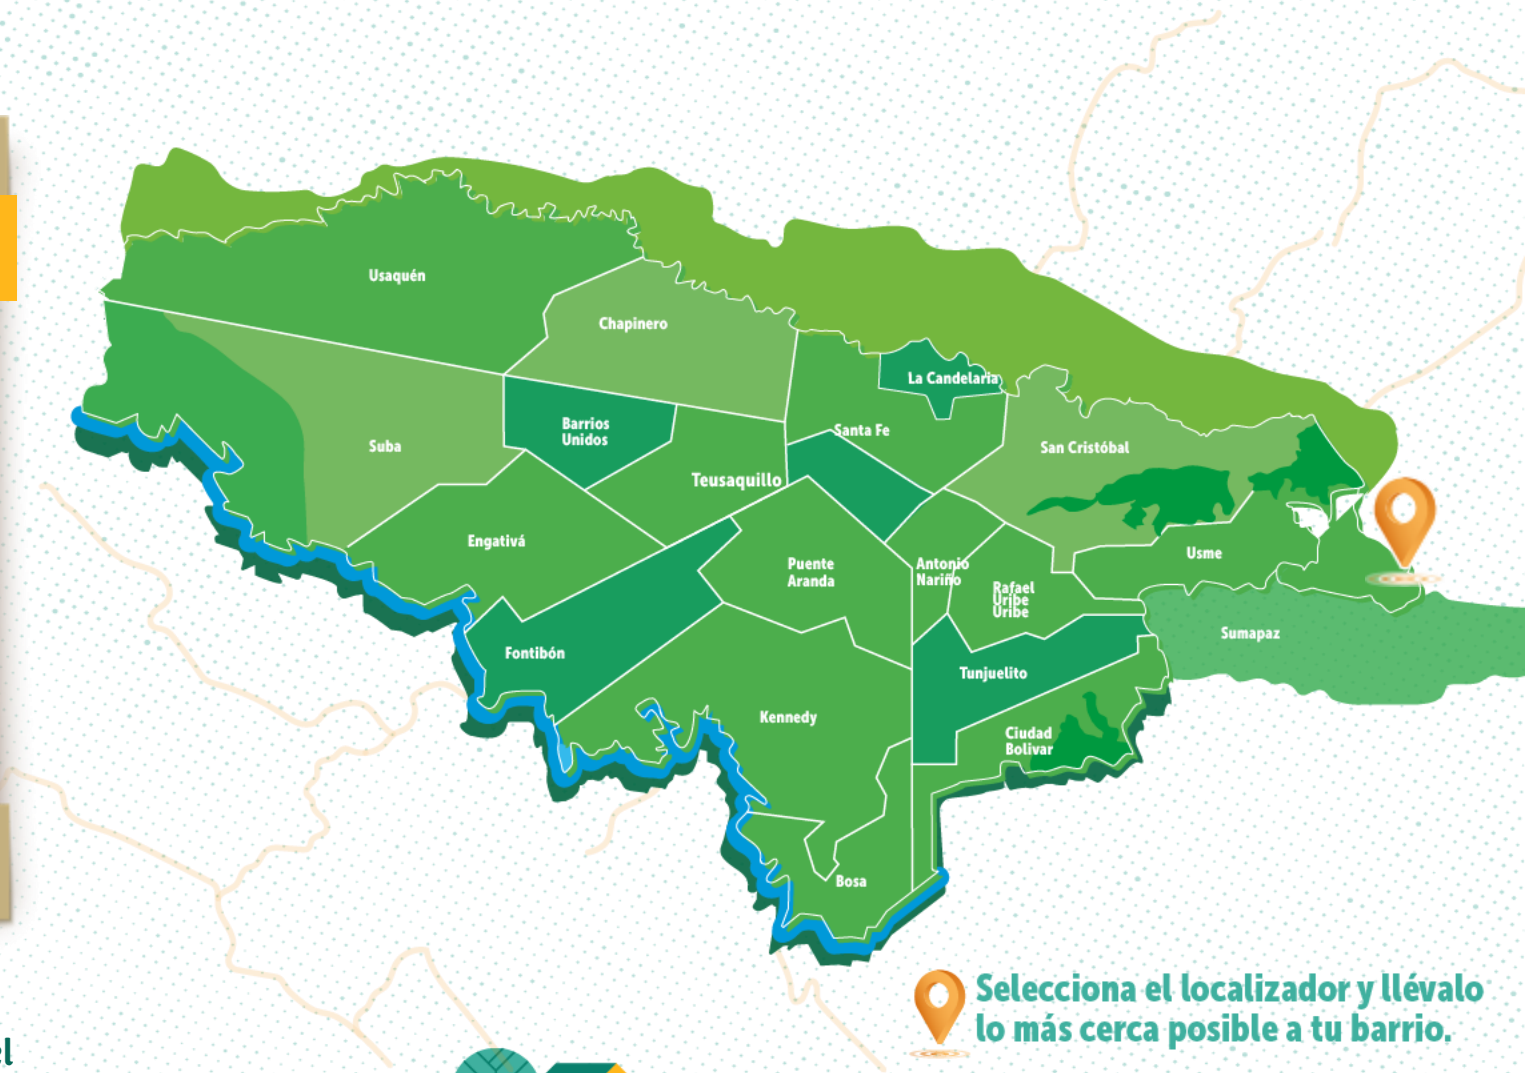 Usaquén
Chapinero
La Candelaria
Barrios
Unidos
Santa Fe
Suba
San Cristóbal
Teusaquillo
Engativá
Usme
Puente
Aranda
Antonio
Nariño
Rafael
Uribe
Uribe
Sumapaz
Fontibón
Tunjuelito
Kennedy
Ciudad
Bolivar
Bosa
Selecciona el localizador y llévalo
lo más cerca posible a tu barrio.